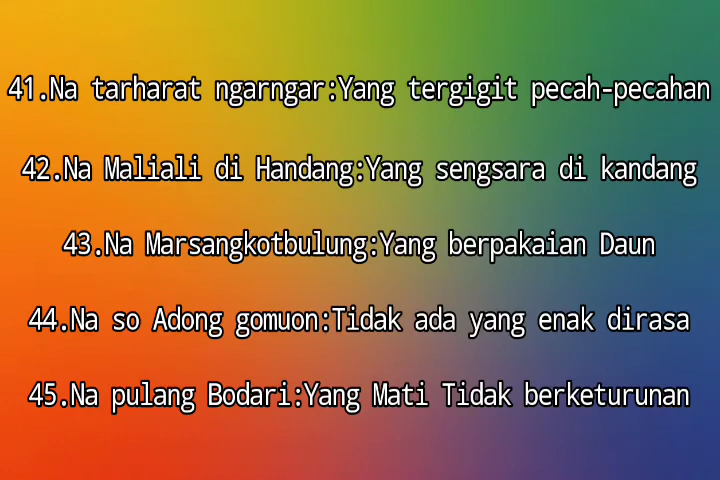 41.Na tarharat ngarngar:Yang tergigit pecah-pecahan
42.Na Maliali di Handang:Yang sengsara di kandang
43.Na Marsangkotbulung:Yang berpakaian Daun
44.Na so Adong gomuon:Tidak ada yang enak dirasa
45.Na pulang Bodari:Yang Mati Tidak berketurunan